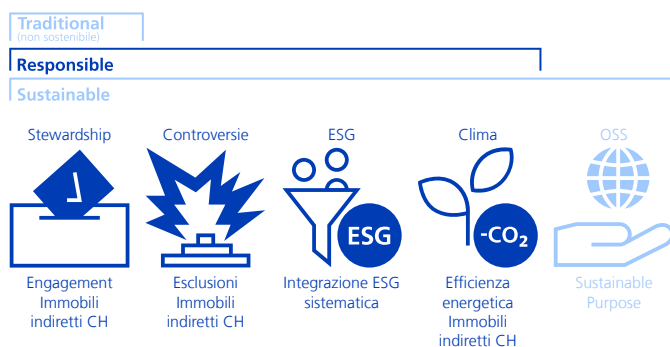 Traditional
(non sostenibile)
Responsible
Sustainable
Stewardship
Controversie
ESG
Clima
OSS
ESG
-CO₂
Engagement
Immobili
indiretti CH
Esclusioni
Immobili
indiretti CH
Integrazione ESG
sistematica
Efficienza
energetica
Immobili
indiretti CH
Sustainable
Purpose